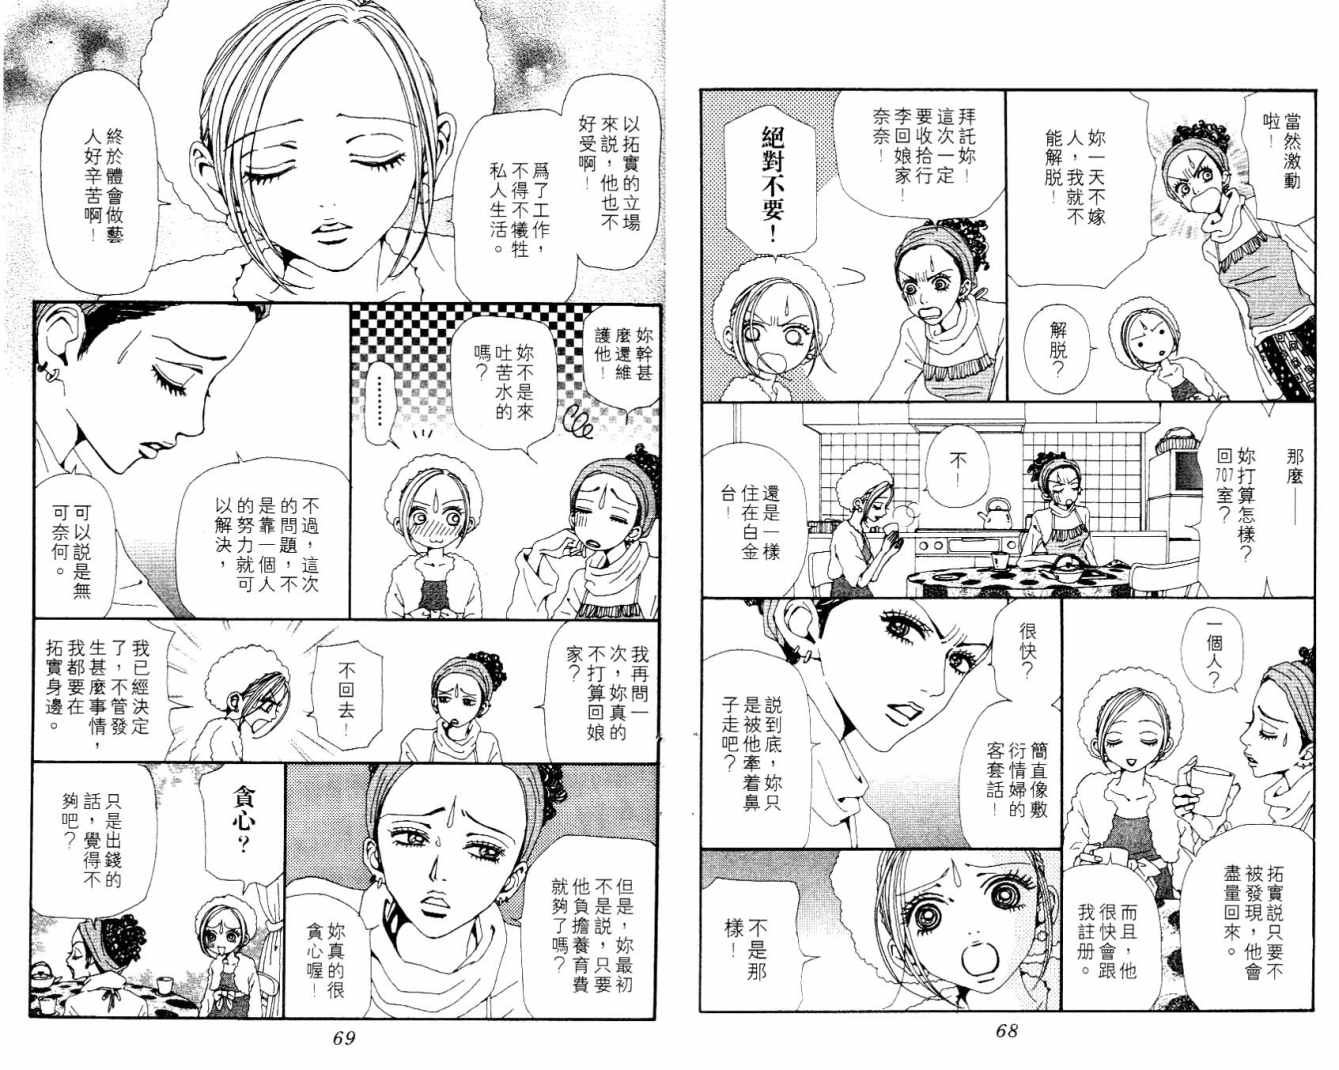 當然激動
啦！
妳一天不嫁
人，我就不
能解脱！
解脱？
拜託妳！
這次一定
要收拾行
李回娘家！
奈奈！
絕對不要！
那麼——
妳打算怎樣？
回707室？
不！
還是一樣
住在白金
台！
一個人？
拓實說只要不
被發現，他會
盡量回來。
而且，他
很快會跟
我註册。
很快？
簡直像敷
衍情婦的
客套話！
説到底，妳只
是被他牽着鼻
子走吧？
不是那
樣！
68
以拓實的立場
來說，他也不
好受啊！
爲了工作，
不得不犧牲
私人生活。
終於體會做藝
人好辛苦啊！
妳幹甚
麼還維
護他！
妳不是來
吐苦水的
嗎？
………
不過，這次
的問題，不
是靠一個人
的努力就可
以解決，
可以説是無
可奈何。
我再問一
次，妳真的
不打算回娘
家？
不回去！
我已經決定
了，不管發
生甚麼事情，
我都要在
拓實身邊。
但是，妳最初
不是說，只要
他負擔養育費
就夠了嗎？
妳真的很
貪心喔！
貪心？
只是出錢的
話，覺得不
夠吧？
69